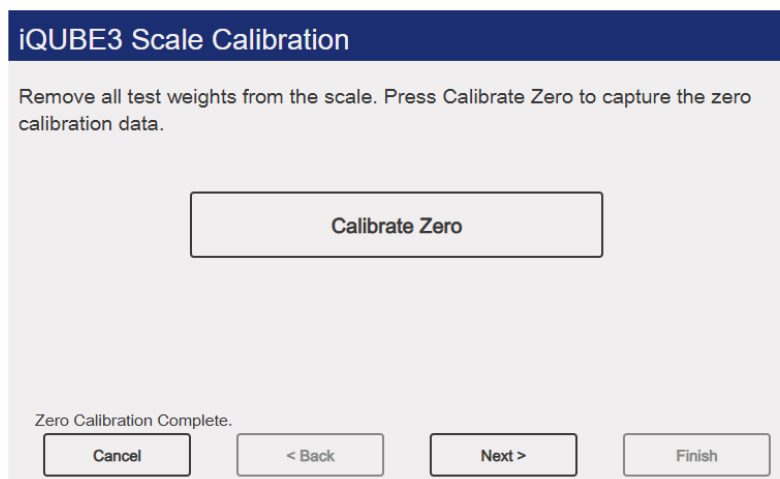 iQUBE3 Scale Calibration
Remove all test weights from the scale. Press Calibrate Zero to capture the zero
calibration data.
Calibrate Zero
Zero Calibration Complete.
Cancel
< Back
Next >
Finish